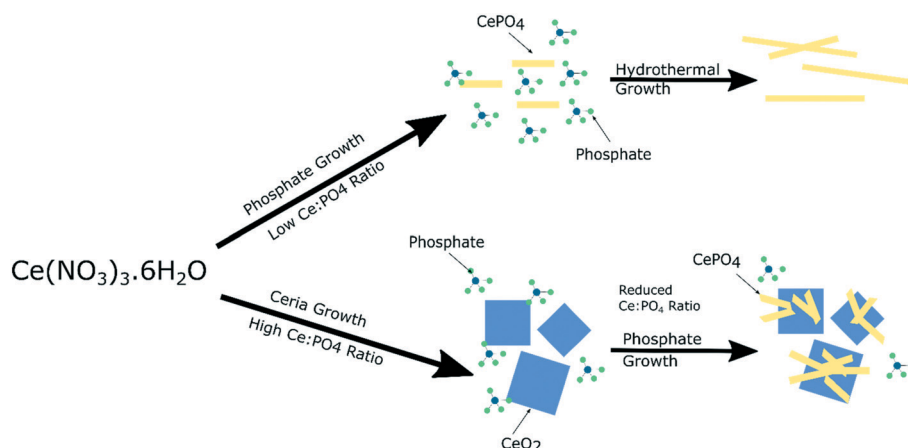 CePO₄
Hydrothermal
Growth
Phosphate
Phosphate Growth
Low Ce:PO4 Ratio
Ce(NO₃)₃.6H₂O
Ceria Growth
High Ce:PO4 Ratio
Phosphate
CeO₂
Reduced
Ce:PO₄ Ratio
Phosphate
Growth
CePO₄